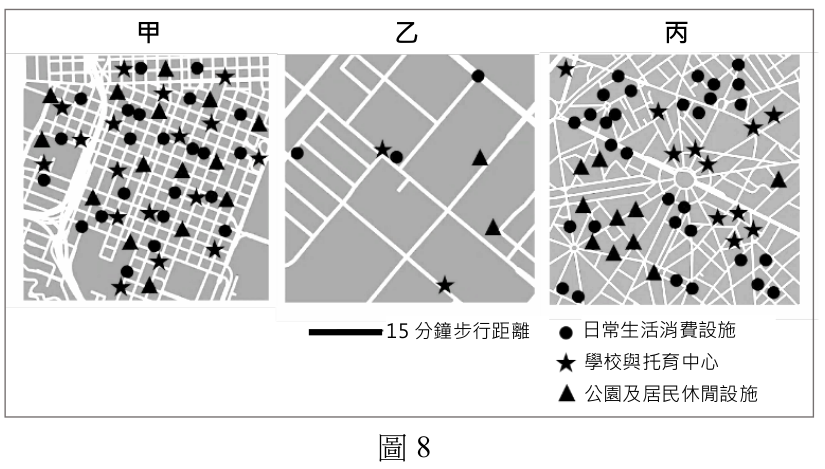 甲 乙 丙
15 分鐘步行距離
日常生活消費設施
學校與托育中心
公園及居民休閒設施
圖 8